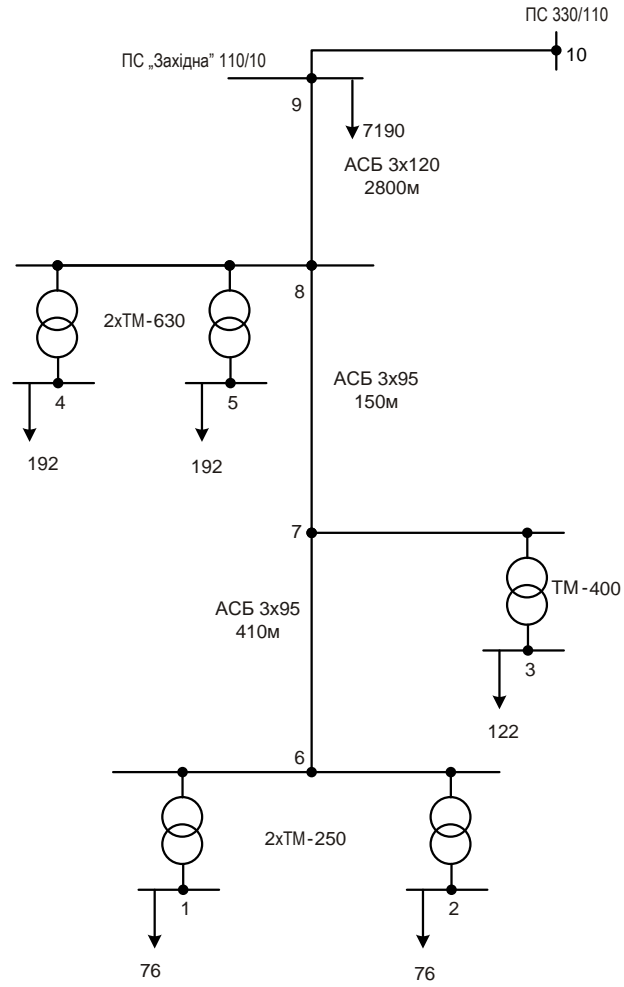 ПС 330/110
10
ПС „Західна” 110/10
9
7190
АСБ 3х120
2800м
8
2хТМ-630
4
5
192
192
АСБ 3х95
150м
7
АСБ 3х95
410м
ТМ-400
3
122
6
2хТМ-250
1
2
76
76